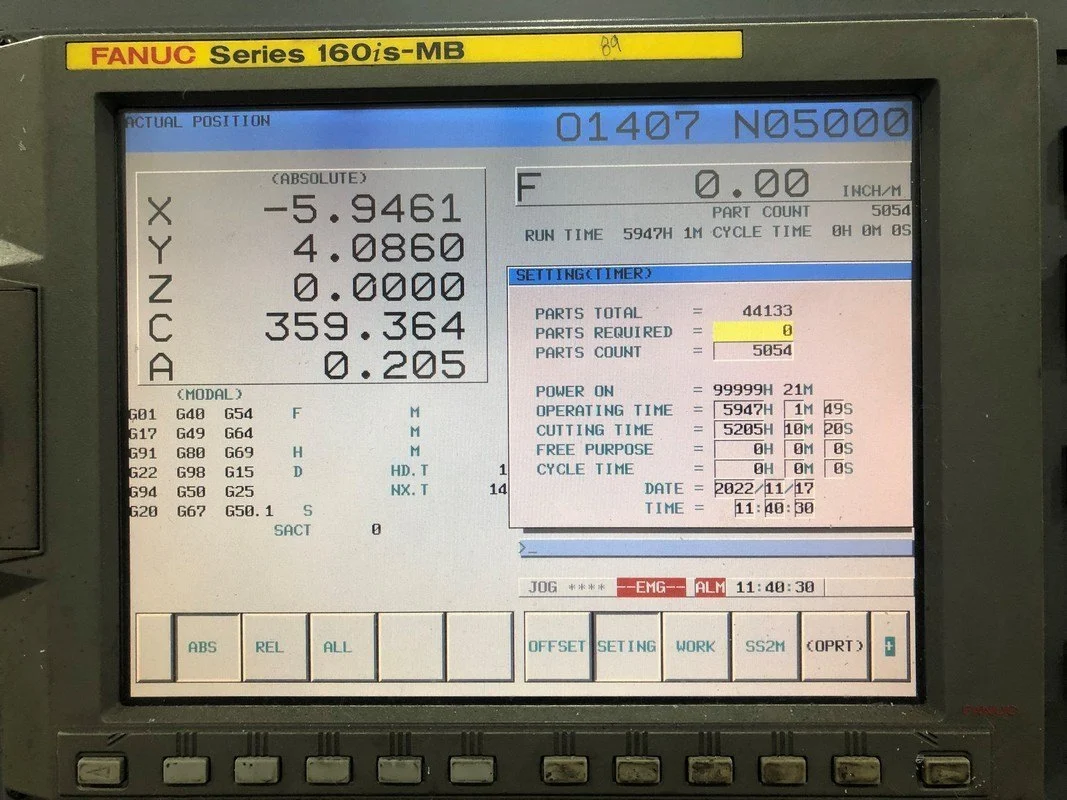 FANUC Series 160is-MB 89
ACTUAL POSITION
O1407 N05000
(ABSOLUTE)
X -5.9461
Y 4.0860
Z 0.0000
C 359.364
A 0.205
(MODAL)
G01 G40 G54 F M
G17 G49 G64 M
G91 G80 G69 H M
G22 G98 G15 D HD.T 1
G94 G50 G25 NX.T 14
G20 G67 G50.1 S
SACT 0
F 0.00 INCH/M
PART COUNT 5054
RUN TIME 5947H 1M CYCLE TIME 0H 0M 0S
SETTING(TIMER)
PARTS TOTAL = 44133
PARTS REQUIRED = 0
PARTS COUNT = 5054
POWER ON = 99999H 21M
OPERATING TIME = 5947H 1M 49S
CUTTING TIME = 5205H 10M 20S
FREE PURPOSE = 0H 0M 0S
CYCLE TIME = 0H 0M 0S
DATE = 2022/11/17
TIME = 11:40:30
>_
JOG **** --EMG-- ALM 11:40:30
ABS REL ALL
OFFSET SETING WORK SS2M (OPRT) +
FANUC